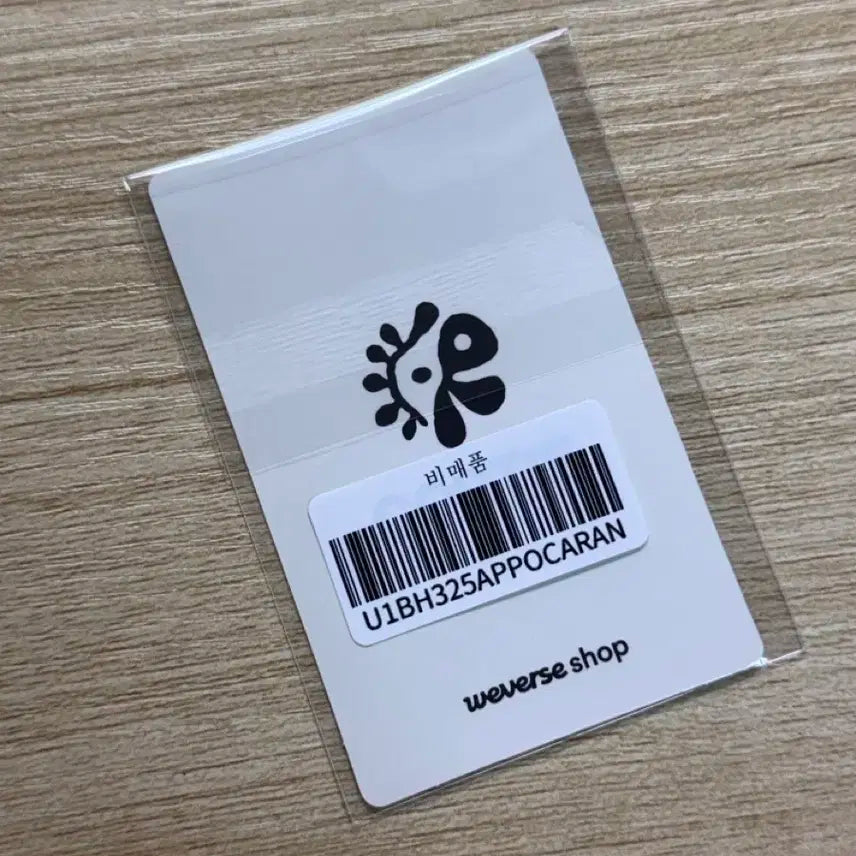 비매품
U1BH325APPOCARAN
weverse shop